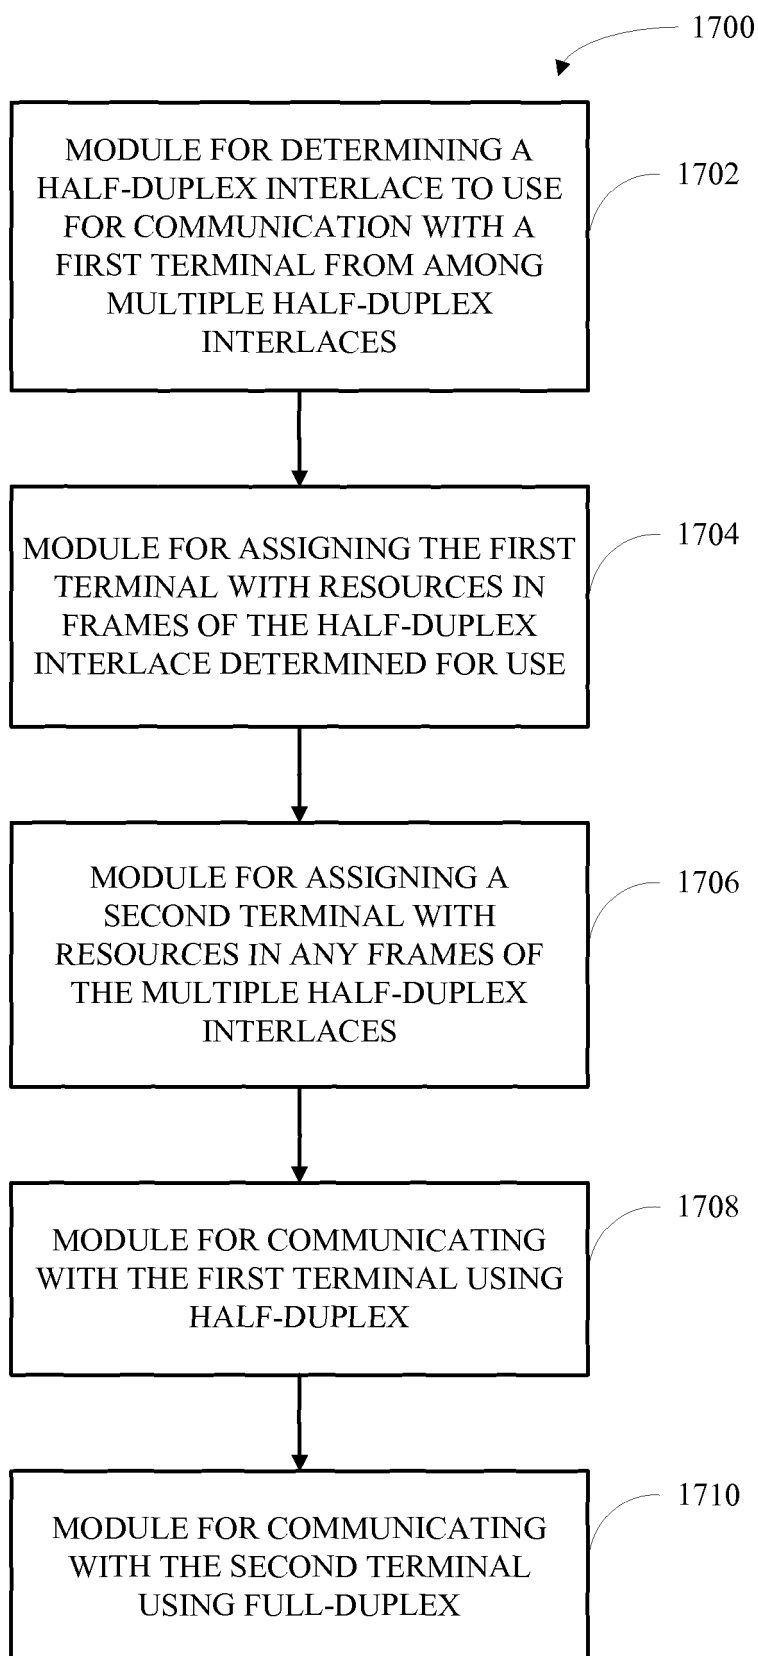 1700
MODULE FOR DETERMINING A
HALF-DUPLEX INTERLACE TO USE
FOR COMMUNICATION WITH A
FIRST TERMINAL FROM AMONG
MULTIPLE HALF-DUPLEX
INTERLACES
1702
MODULE FOR ASSIGNING THE FIRST
TERMINAL WITH RESOURCES IN
FRAMES OF THE HALF-DUPLEX
INTERLACE DETERMINED FOR USE
1704
MODULE FOR ASSIGNING A
SECOND TERMINAL WITH
RESOURCES IN ANY FRAMES OF
THE MULTIPLE HALF-DUPLEX
INTERLACES
1706
MODULE FOR COMMUNICATING
WITH THE FIRST TERMINAL USING
HALF-DUPLEX
1708
MODULE FOR COMMUNICATING
WITH THE SECOND TERMINAL
USING FULL-DUPLEX
1710